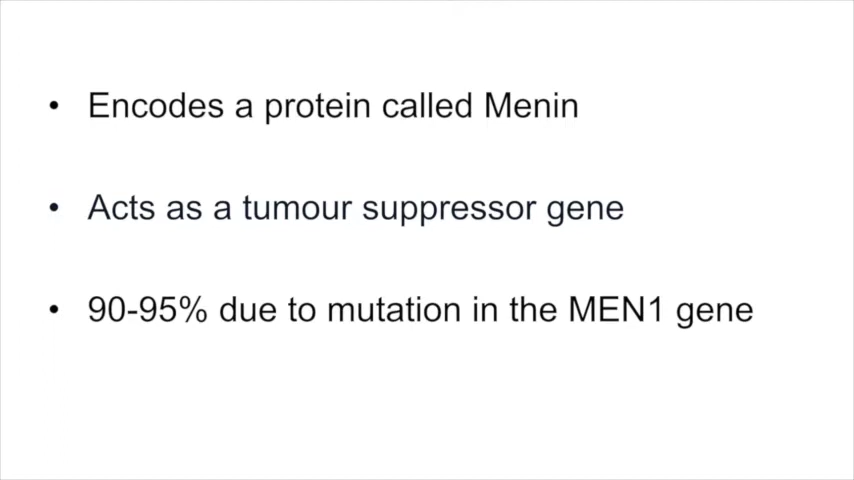 • Encodes a protein called Menin
• Acts as a tumour suppressor gene
• 90-95% due to mutation in the MEN1 gene